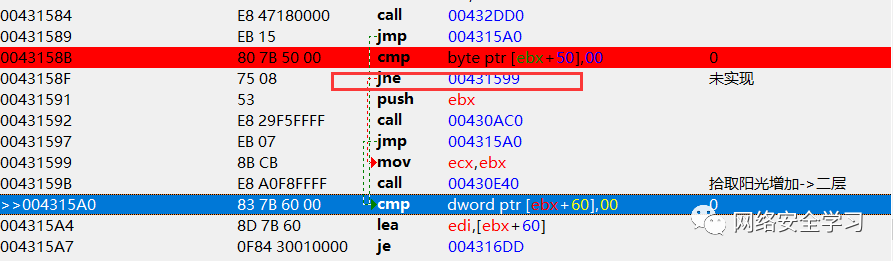 00431584 E8 47180000 call 00432DD0
00431589 EB 15 jmp 004315A0
0043158B 80 7B 50 00 cmp byte ptr [ebx+50],00 0
0043158F 75 08 jne 00431599 未实现
00431591 53 push ebx
00431592 E8 29F5FFFF call 00430AC0
00431597 EB 07 jmp 004315A0
00431599 8B CB mov ecx,ebx
0043159B E8 A0F8FFFF call 00430E40 拾取阳光增加->二层
>>004315A0 83 7B 60 00 cmp dword ptr [ebx+60],00 0
004315A4 8D 7B 60 lea edi,[ebx+60]
004315A7 0F84 30010000 je 004316DD
网络安全学习